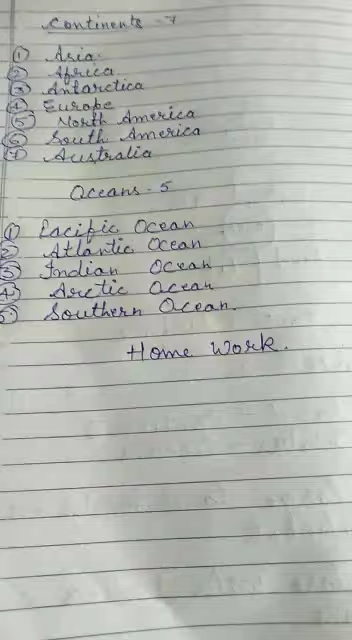 Continents - 7
① Asia
② Africa
③ Antarctica
④ Europe
⑤ North America
⑥ South America
⑦ Australia
Oceans - 5
① Pacific Ocean
② Atlantic Ocean
③ Indian Ocean
④ Arctic Ocean
⑤ Southern Ocean.
Home Work.